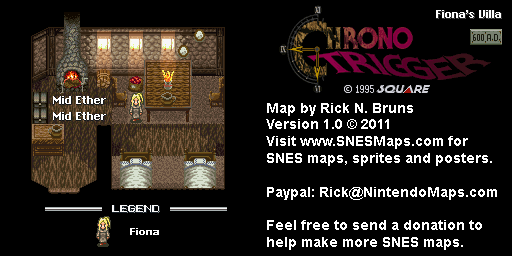 Fiona's Villa
600 A.D.
CHRONO
TRIGGER
© 1995 SQUARE
Mid Ether
Mid Ether
Map by Rick N. Bruns
Version 1.0 © 2011
Visit www.SNESMaps.com for
SNES maps, sprites and posters.
Paypal: Rick@NintendoMaps.com
Feel free to send a donation to
help make more SNES maps.
LEGEND
Fiona